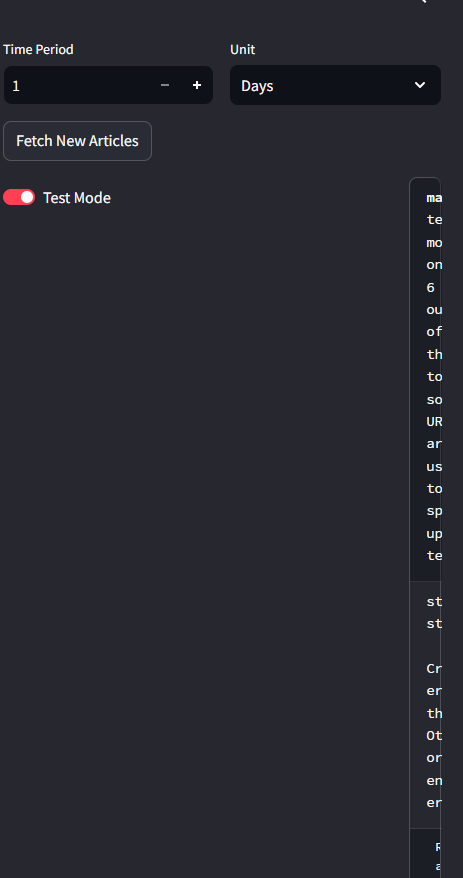 Time Period
Unit
1
Days
Fetch New Articles
Test Mode
ma
te
mo
on
6
ou
of
th
to
so
UR
ar
us
to
sp
up
te
st
st
Cr
er
th
Ot
or
en
er